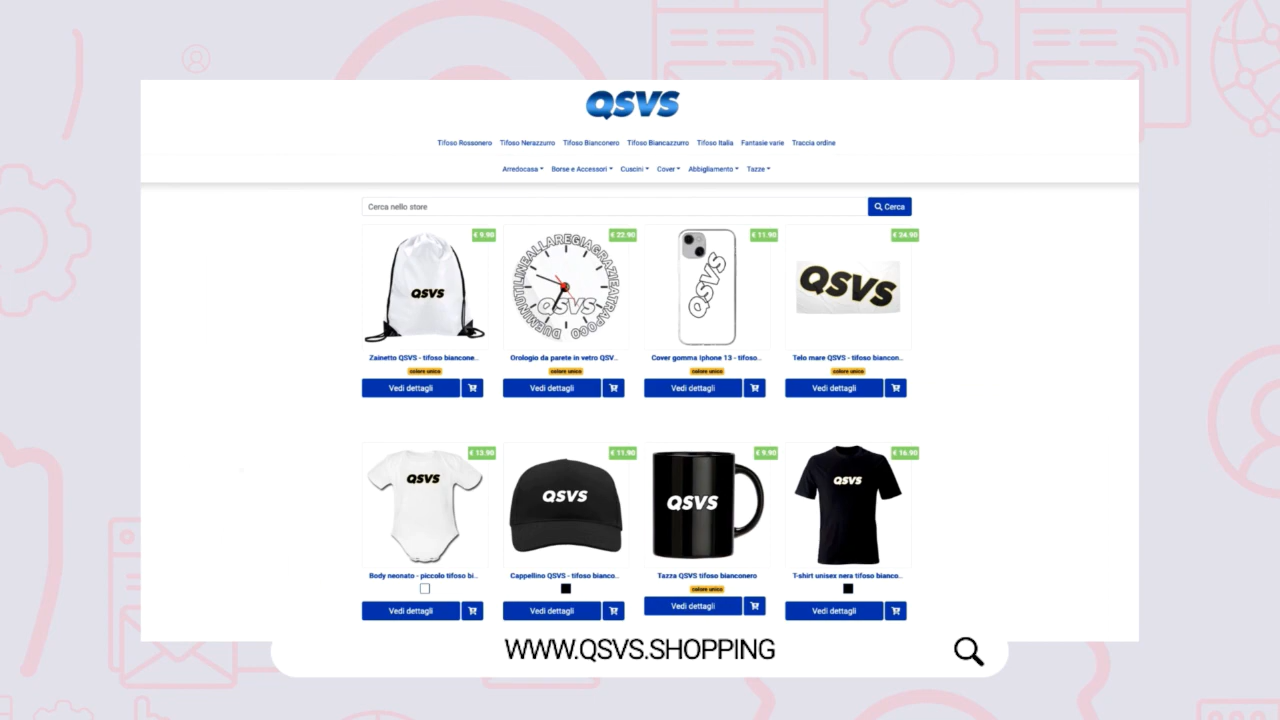 QSVS
Tifoso Rossonero Tifoso Nerazzurro Tifoso Bianconero Tifoso Biancazzurro Tifoso Italia Fantasie varie Traccia ordine
Arredocasa Borse e Accessori Cuscini Cover Abbigliamento Tazze
Cerca nello store Cerca
€ 9.90 € 22.90 € 11.90 € 24.90
QSVS
DUEMINUTILINEALLAREGIAGRAZIEATRAPOCO
QSVS
QSVS
QSVS
Zainetto QSVS - tifoso biancone.. Orologio da parete in vetro QSV.. Cover gomma Iphone 13 - tifoso.. Telo mare QSVS - tifoso biancon..
colore unico colore unico colore unico colore unico
Vedi dettagli Vedi dettagli Vedi dettagli Vedi dettagli
€ 13.90 € 11.90 € 9.90 € 16.90
QSVS QSVS QSVS QSVS
Body neonato - piccolo tifoso bi.. Cappellino QSVS - tifoso bianco.. Tazza QSVS tifoso bianconero T-shirt unisex nera tifoso bianco..
colore unico
Vedi dettagli Vedi dettagli Vedi dettagli Vedi dettagli
WWW.QSVS.SHOPPING